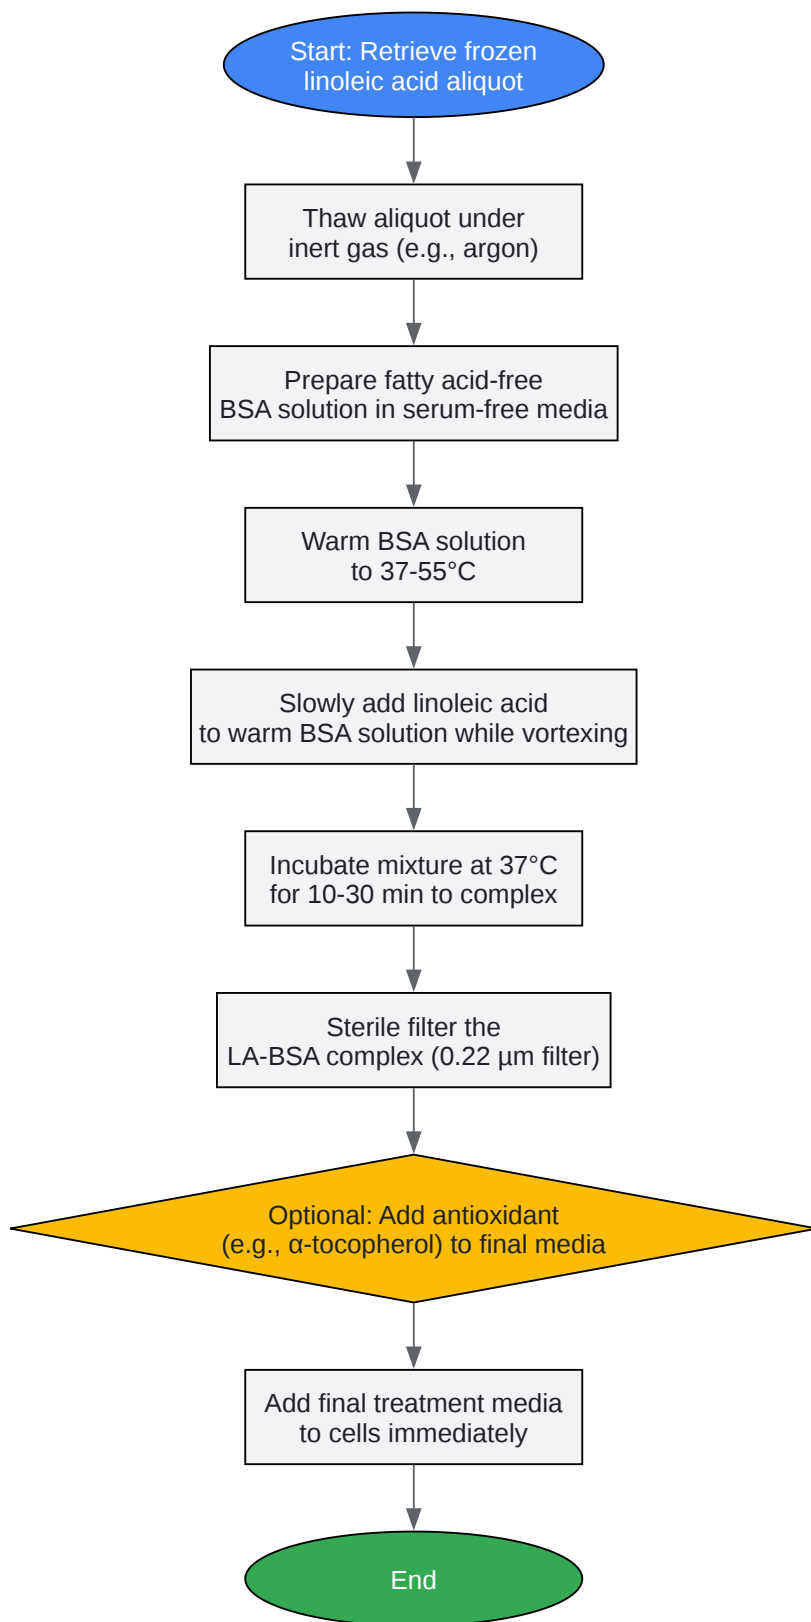 Start: Retrieve frozen
linoleic acid aliquot
Thaw aliquot under
inert gas (e.g., argon)
Prepare fatty acid-free
BSA solution in serum-free media
Warm BSA solution
to 37-55°C
Slowly add linoleic acid
to warm BSA solution while vortexing
Incubate mixture at 37°C
for 10-30 min to complex
Sterile filter the
LA-BSA complex (0.22 µm filter)
Optional: Add antioxidant
(e.g., α-tocopherol) to final media
Add final treatment media
to cells immediately
End